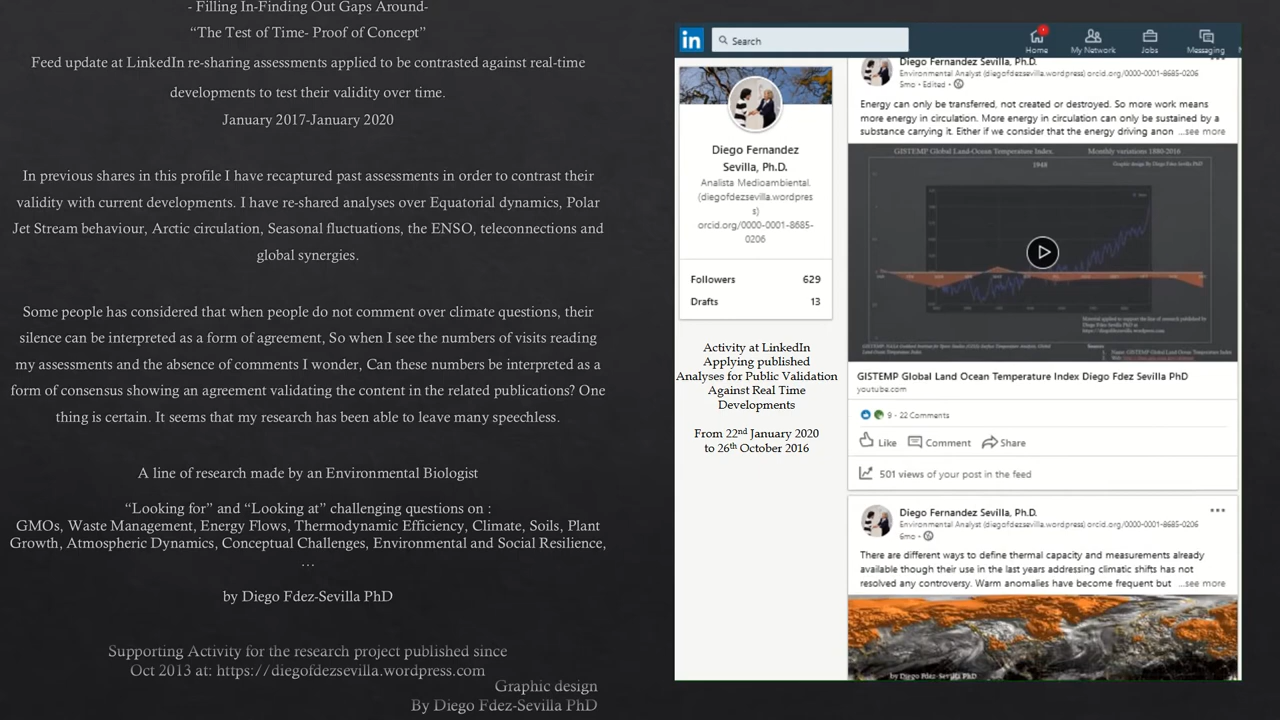 - Filling In-Finding Out Gaps Around-
“The Test of Time- Proof of Concept”
Feed update at LinkedIn re-sharing assessments applied to be contrasted against real-time
developments to test their validity over time.
January 2017-January 2020
In previous shares in this profile I have recaptured past assessments in order to contrast their
validity with current developments. I have re-shared analyses over Equatorial dynamics, Polar
Jet Stream behaviour, Arctic circulation, Seasonal fluctuations, the ENSO, teleconnections and
global synergies.
Some people has considered that when people do not comment over climate questions, their
silence can be interpreted as a form of agreement, So when I see the numbers of visits reading
my assessments and the absence of comments I wonder, Can those numbers be interpreted as a
form of consensus showing an agreement validating the content in the related publications? One
thing is certain. It seems that my research has been able to leave many speechless.
A line of research made by an Environmental Biologist
“Looking for” and “Looking at” challenging questions on :
GMOs, Waste Management, Energy Flows, Thermodynamic Efficiency, Climate, Soils, Plant
Growth, Atmospheric Dynamics, Conceptual Challenges, Environmental and Social Resilience,
…
by Diego Fdez-Sevilla PhD
Supporting Activity for the research project published since
Oct 2013 at: https://diegofdezsevilla.wordpress.com
Graphic design
By Diego Fdez-Sevilla PhD
in
Search
Home
My Network
Jobs
Messaging
Diego Fernandez
Sevilla, Ph.D.
Analista Medioambiental.
(diegofdezsevilla.wordpres
s)
orcid.org/0000-0001-8685-
0206
Followers 629
Drafts 13
Activity at LinkedIn
Applying published
Analyses for Public Validation
Against Real Time
Developments
From 22nd January 2020
to 26th October 2016
Diego Fernandez Sevilla, Ph.D.
Environmental Analyst (diegofdezsevilla.wordpress) orcid.org/0000-0001-8685-0206
5mo • Edited •
Energy can only be transferred, not created or destroyed. So more work means
more energy in circulation. More energy in circulation can only be sustained by a
substance carrying it. Either if we consider that the energy driving anon ...see more
GISTEMP Global Land-Ocean Temperature Index. Monthly variations 1880-2016
1948
Graphic design By Diego Fdez Sevilla PhD
GISTEMP Global Land Ocean Temperature Index Diego Fdez Sevilla PhD
youtube.com
9 • 22 Comments
Like
Comment
Share
501 views of your post in the feed
Diego Fernandez Sevilla, Ph.D.
Environmental Analyst (diegofdezsevilla.wordpress) orcid.org/0000-0001-8685-0206
6mo •
There are different ways to define thermal capacity and measurements already
available though their use in the last years addressing climatic shifts has not
resolved any controversy. Warm anomalies have become frequent but ...see more
by Diego Fdez-Sevilla PhD